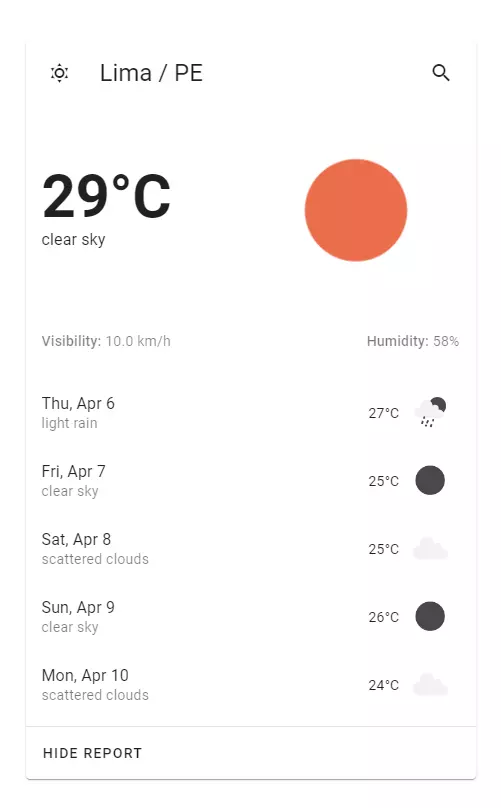 Lima / PE
29°C
clear sky
Visibility: 10.0 km/h Humidity: 58%
Thu, Apr 6
light rain
27°C
Fri, Apr 7
clear sky
25°C
Sat, Apr 8
scattered clouds
25°C
Sun, Apr 9
clear sky
26°C
Mon, Apr 10
scattered clouds
24°C
HIDE REPORT